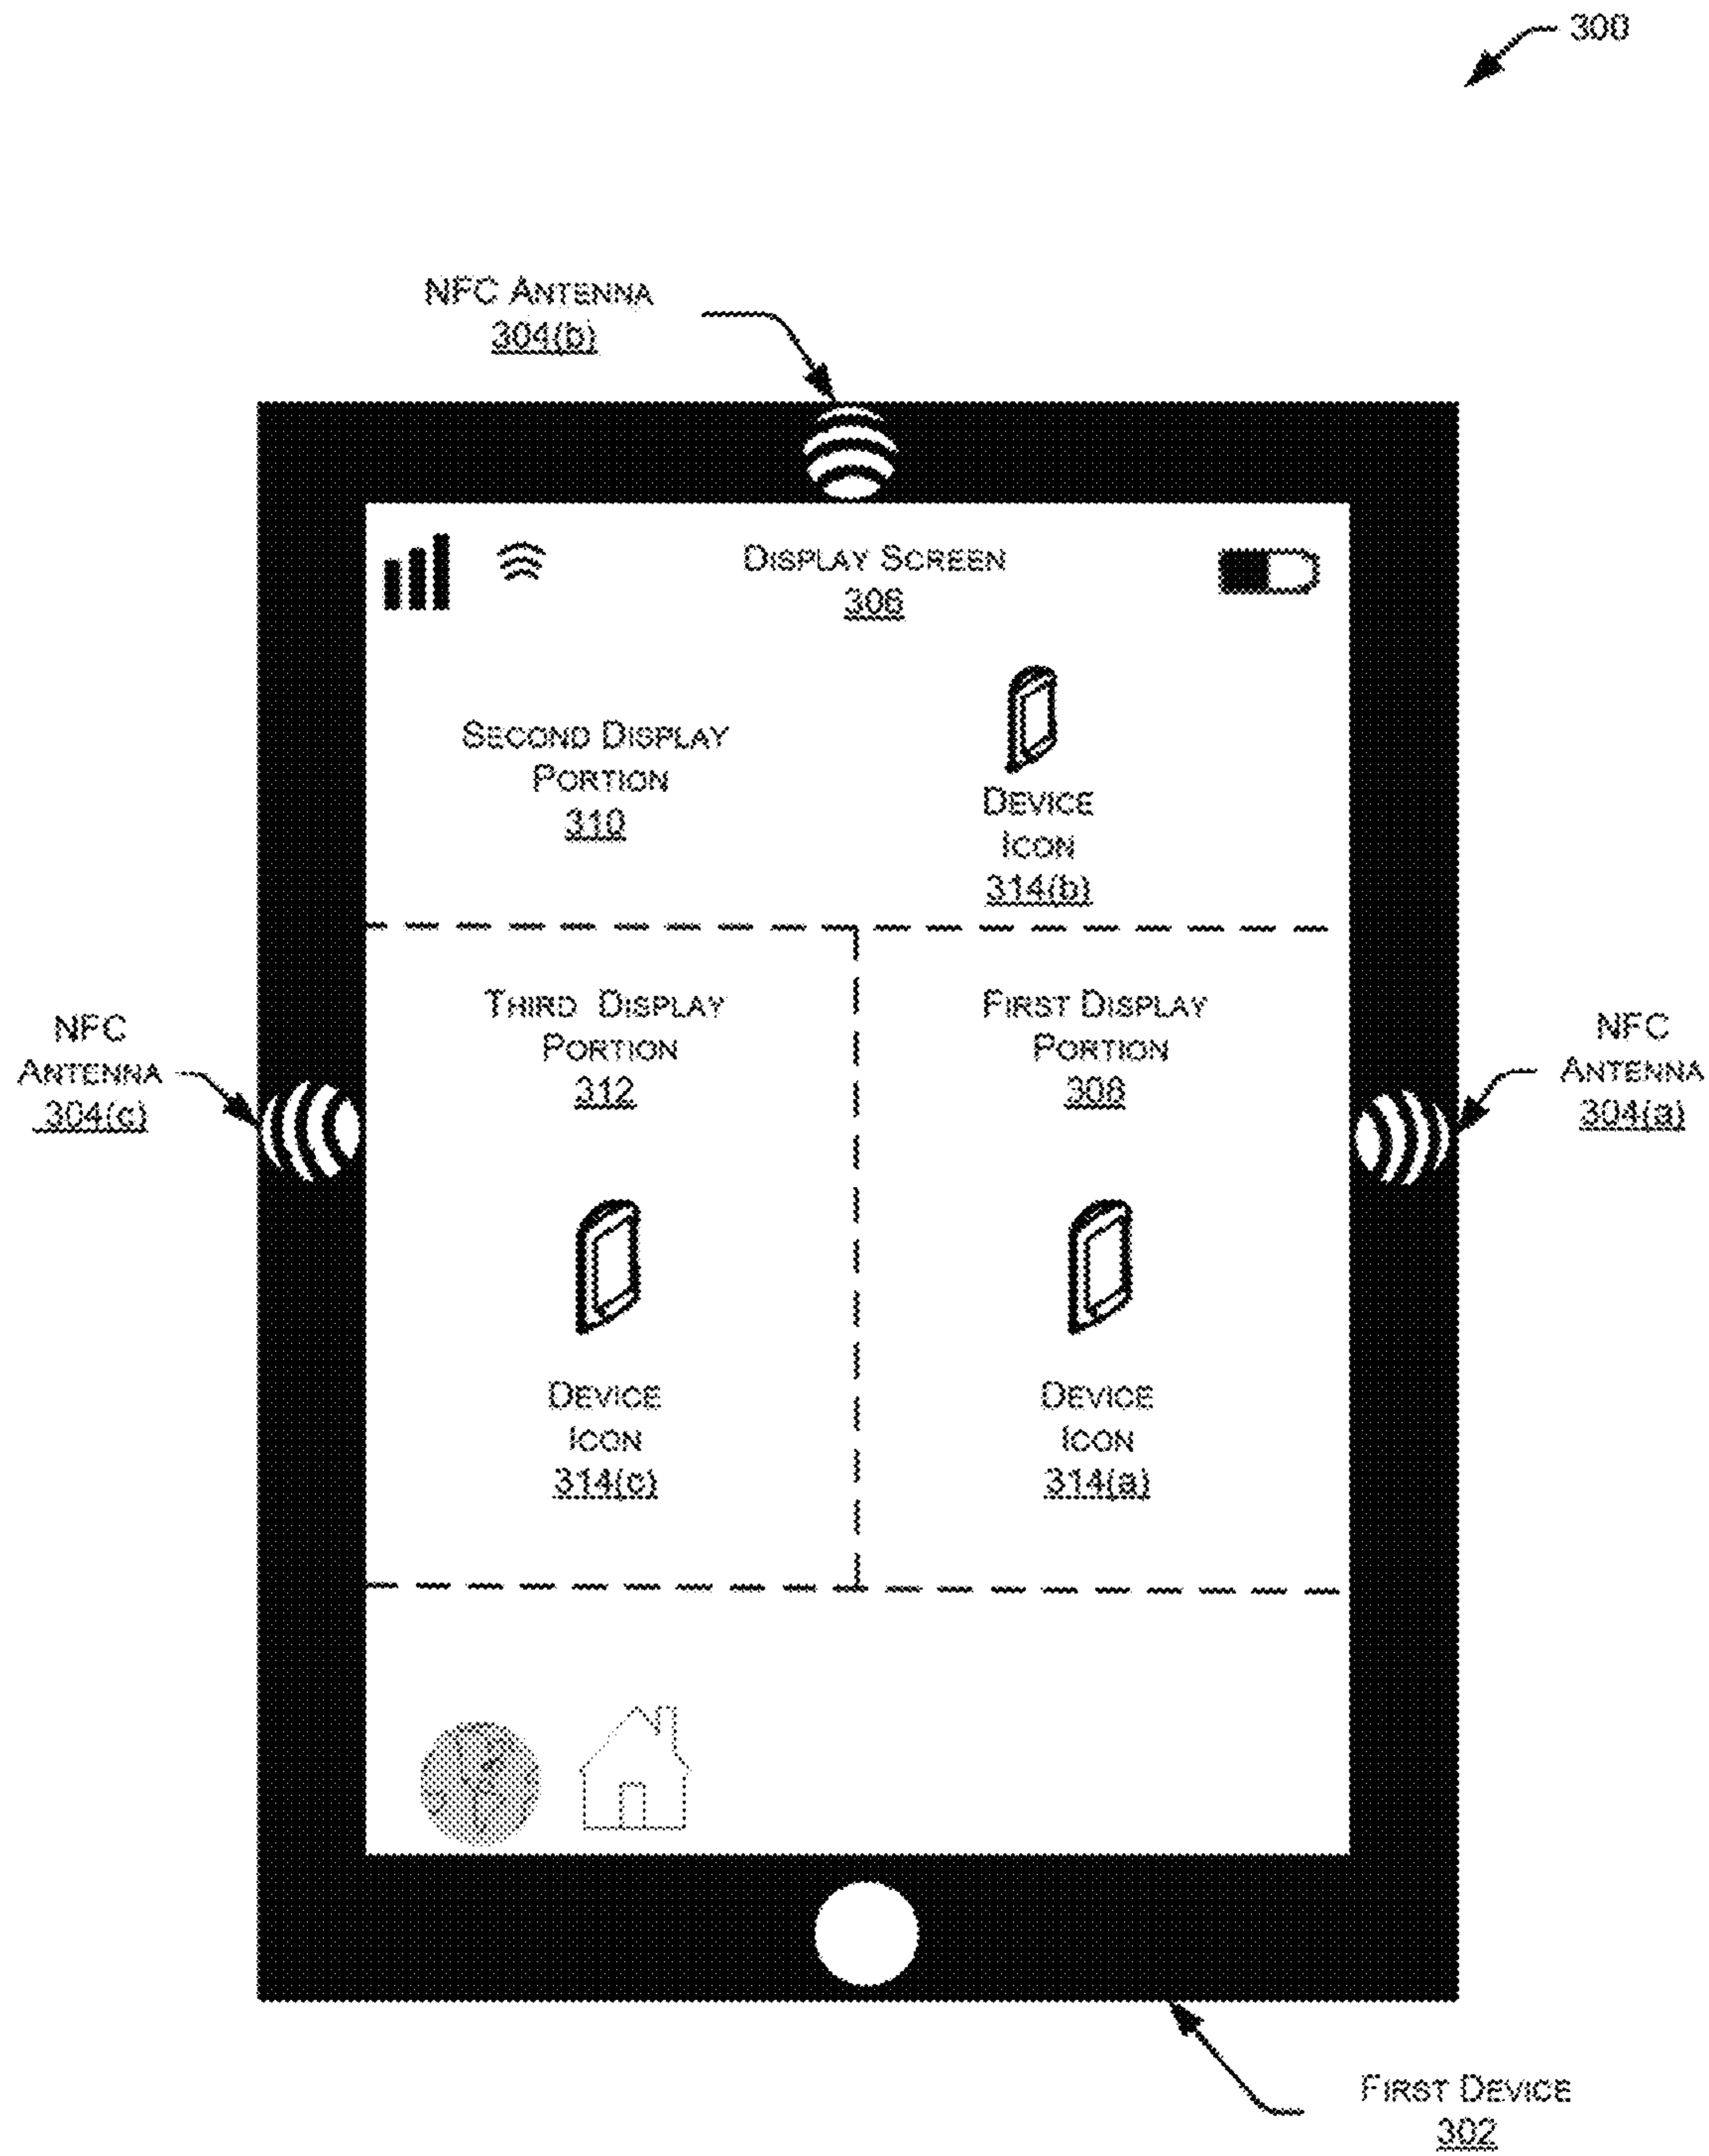 300
NFC ANTENNA
304(b)
DISPLAY SCREEN
306
SECOND DISPLAY
PORTION
310
DEVICE
ICON
314(b)
NFC
ANTENNA
304(c)
THIRD DISPLAY
PORTION
312
FIRST DISPLAY
PORTION
308
NFC
ANTENNA
304(a)
DEVICE
ICON
314(c)
DEVICE
ICON
314(a)
FIRST DEVICE
302